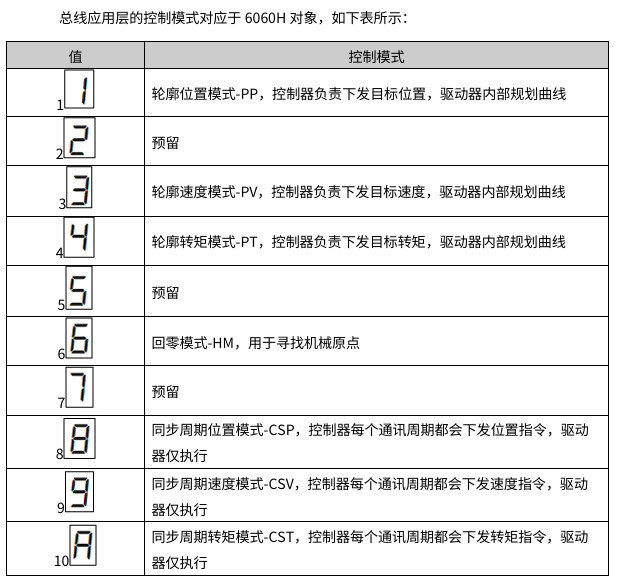 总线应用层的控制模式对应于 6060H 对象，如下表所示：
值 控制模式
1 1 轮廓位置模式-PP，控制器负责下发目标位置，驱动器内部规划曲线
2 2 预留
3 3 轮廓速度模式-PV，控制器负责下发目标速度，驱动器内部规划曲线
4 4 轮廓转矩模式-PT，控制器负责下发目标转矩，驱动器内部规划曲线
5 5 预留
6 6 回零模式-HM，用于寻找机械原点
7 7 预留
8 8 同步周期位置模式-CSP，控制器每个通讯周期都会下发位置指令，驱动
器仅执行
9 9 同步周期速度模式-CSV，控制器每个通讯周期都会下发速度指令，驱动
器仅执行
10 A 同步周期转矩模式-CST，控制器每个通讯周期都会下发转矩指令，驱动
器仅执行